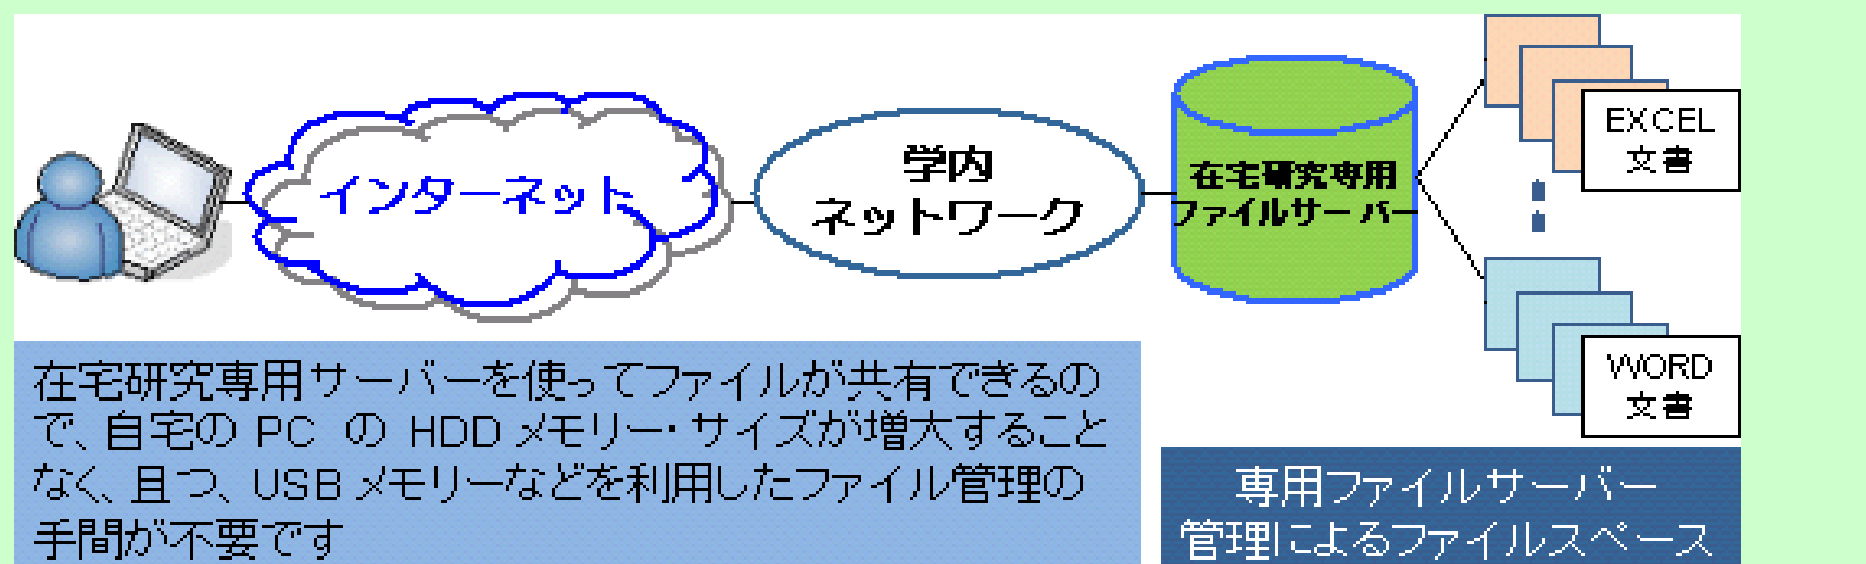 インターネット
学内
ネットワーク
在宅研究専用
ファイルサーバー
EXCEL
文書
WORD
文書
在宅研究専用サーバーを使ってファイルが共有できるの
で、自宅の PC の HDD メモリー・サイズが増大すること
なく、且つ、USB メモリーなどを利用したファイル管理の
手間が不要です
専用ファイルサーバー
管理によるファイルスペース